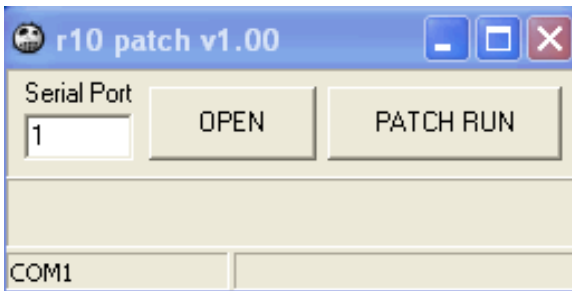 r10 patch v1.00
Serial Port
1
OPEN
PATCH RUN
COM1